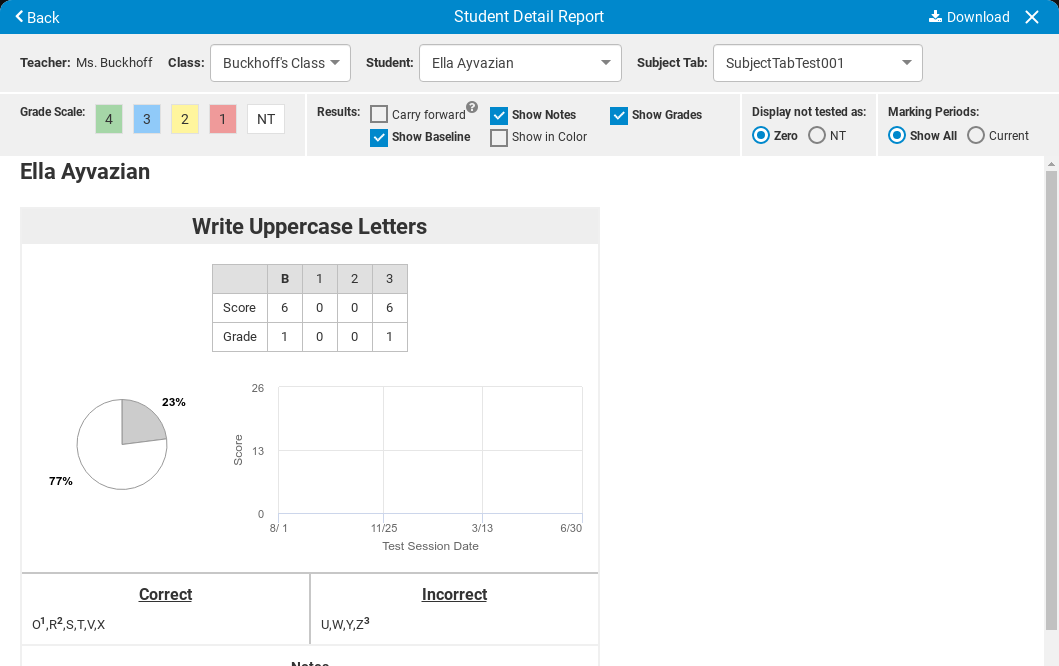 Back Student Detail Report Download
Teacher: Ms. Buckhoff Class: Buckhoff's Class Student: Ella Ayvazian Subject Tab: SubjectTabTest001
Grade Scale: 4 3 2 1 NT Results: Carry forward ? Show Notes Show Grades Display not tested as: Marking Periods:
Show Baseline Show in Color Zero NT Show All Current
Ella Ayvazian
Write Uppercase Letters
B 1 2 3
Score 6 0 0 6
Grade 1 0 0 1
23%
77%
26
13
0
Score
8/ 1 11/25 3/13 6/30
Test Session Date
Correct Incorrect
O¹,R²,S,T,V,X U,W,Y,Z³
Notes